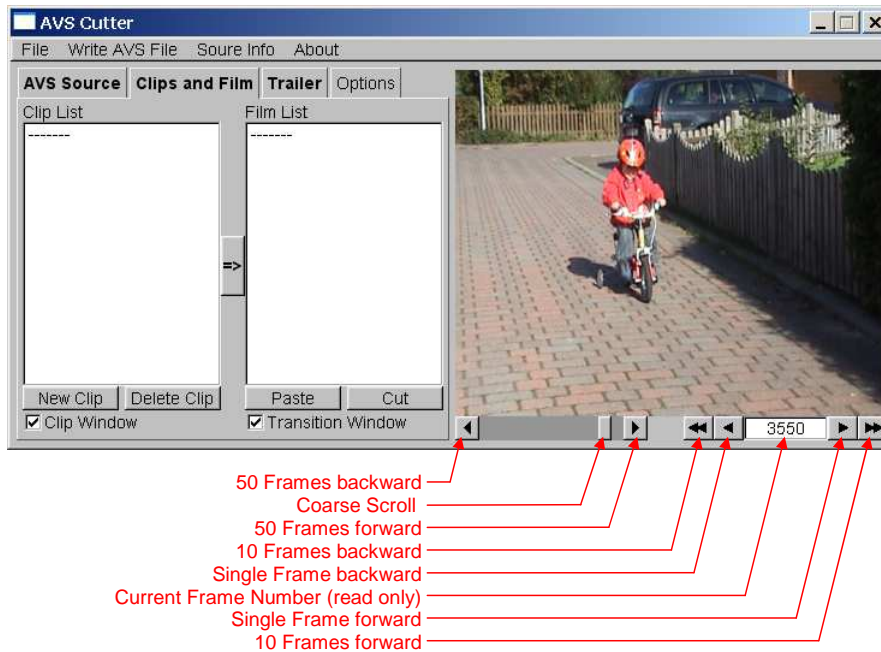 AVS Cutter
File Write AVS File Soure Info About
AVS Source Clips and Film Trailer Options
Clip List Film List
------- -------
=>
New Clip Delete Clip Paste Cut
Clip Window Transition Window
3550
50 Frames backward
Coarse Scroll
50 Frames forward
10 Frames backward
Single Frame backward
Current Frame Number (read only)
Single Frame forward
10 Frames forward